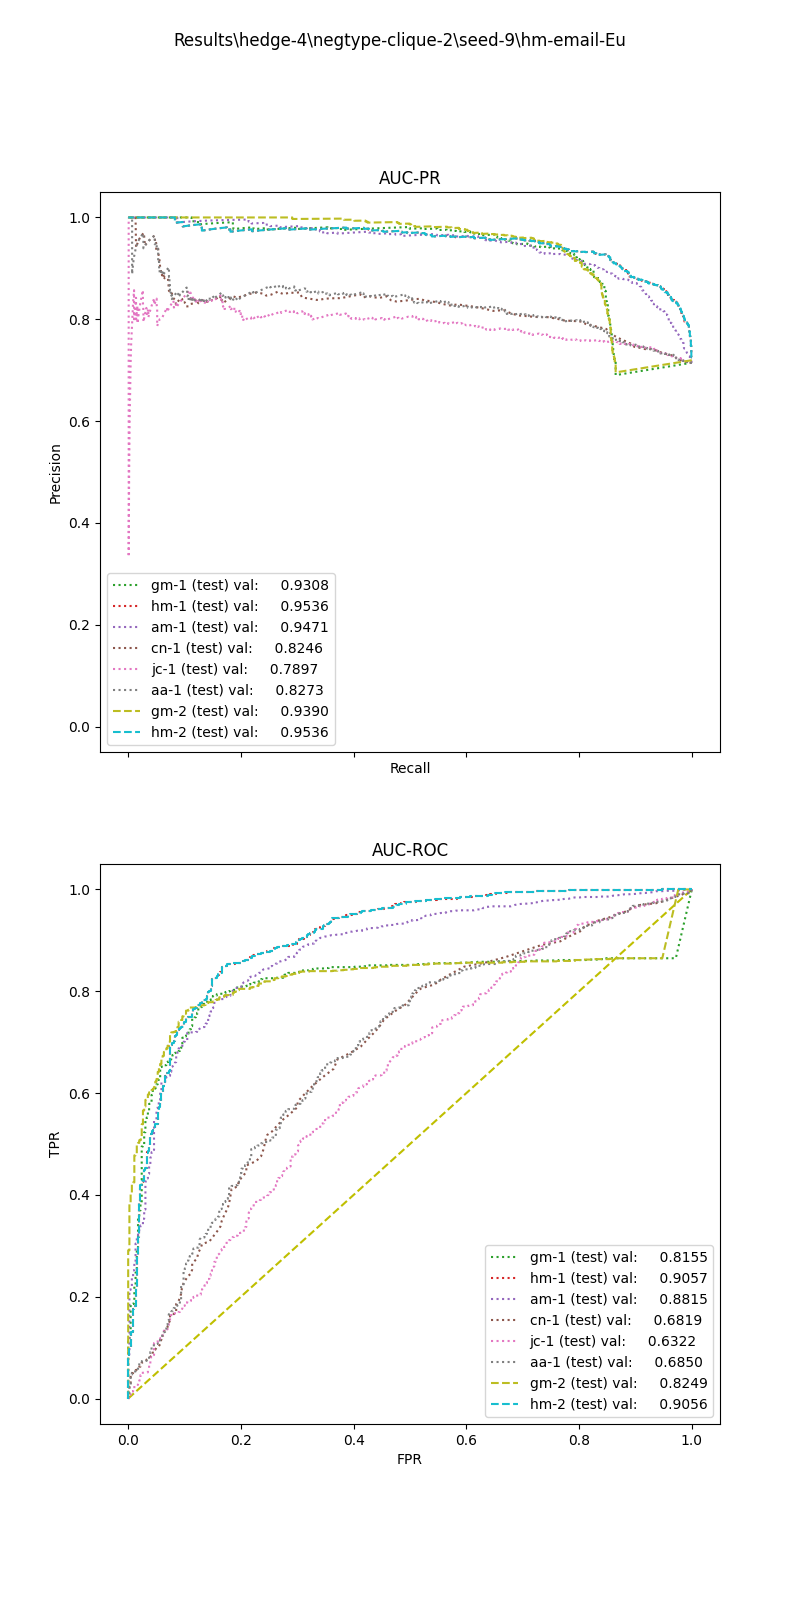 Results\hedge-4\negtype-clique-2\seed-9\hm-email-Eu
AUC-PR
1.0
0.8
0.6
0.4
0.2
0.0
Precision
gm-1 (test) val: 0.9308
hm-1 (test) val: 0.9536
am-1 (test) val: 0.9471
cn-1 (test) val: 0.8246
jc-1 (test) val: 0.7897
aa-1 (test) val: 0.8273
gm-2 (test) val: 0.9390
hm-2 (test) val: 0.9536
Recall
AUC-ROC
1.0
0.8
0.6
0.4
0.2
0.0
TPR
gm-1 (test) val: 0.8155
hm-1 (test) val: 0.9057
am-1 (test) val: 0.8815
cn-1 (test) val: 0.6819
jc-1 (test) val: 0.6322
aa-1 (test) val: 0.6850
gm-2 (test) val: 0.8249
hm-2 (test) val: 0.9056
0.0 0.2 0.4 0.6 0.8 1.0
FPR